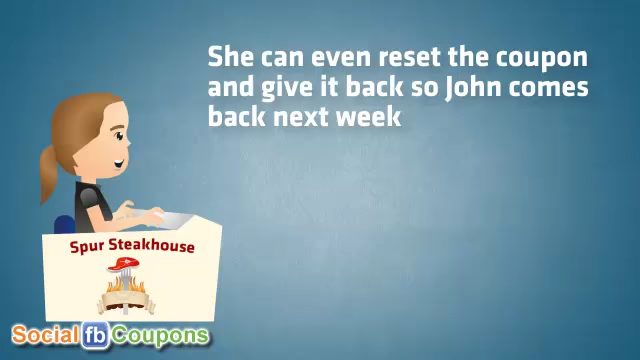 She can even reset the coupon
and give it back so John comes
back next week
Spur Steakhouse
Social fb Coupons